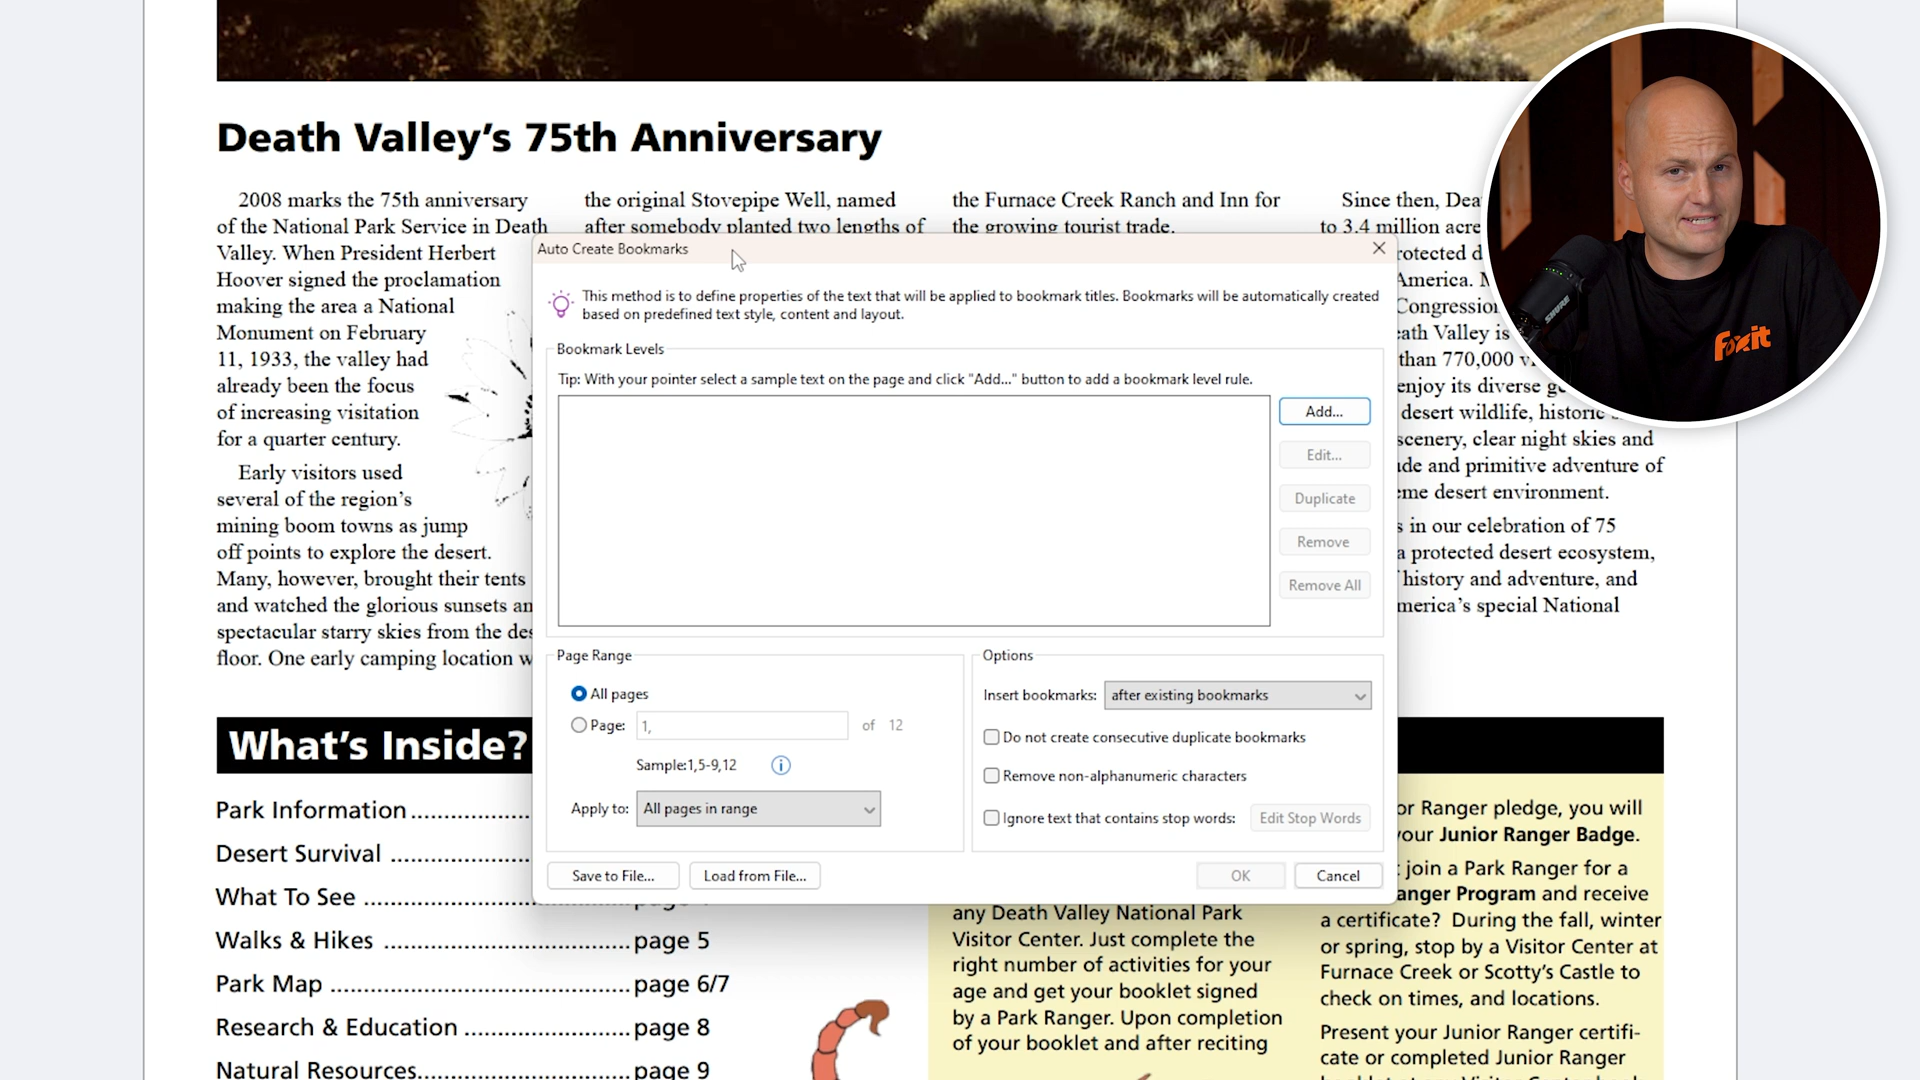 Death Valley's 75th Anniversary
2008 marks the 75th anniversary
of the National Park Service in Death
Valley. When President Herbert
Hoover signed the proclamation
making the area a National
Monument on February
11, 1933, the valley had
already been the focus
of increasing visitation
for a quarter century.
Early visitors used
several of the region's
mining boom towns as jump
off points to explore the desert.
Many, however, brought their tents
and watched the glorious sunsets an
spectacular starry skies from the des
floor. One early camping location w
the original Stovepipe Well, named
after somebody planted two lengths of
the Furnace Creek Ranch and Inn for
the growing tourist trade.
Since then, Dea
to 3.4 million acre
rotected d
America. M
Congression
ath Valley is
than 770,000 v
enjoy its diverse ge
desert wildlife, historic
scenery, clear night skies and
de and primitive adventure of
eme desert environment.
s in our celebration of 75
a protected desert ecosystem,
history and adventure, and
merica's special National
Foxit
SHURE
Auto Create Bookmarks
This method is to define properties of the text that will be applied to bookmark titles. Bookmarks will be automatically created
based on predefined text style, content and layout.
Bookmark Levels
Tip: With your pointer select a sample text on the page and click "Add..." button to add a bookmark level rule.
Add...
Edit...
Duplicate
Remove
Remove All
Page Range
All pages
Page: 1, of 12
Sample:1,5-9,12
Apply to: All pages in range
Options
Insert bookmarks: after existing bookmarks
Do not create consecutive duplicate bookmarks
Remove non-alphanumeric characters
Ignore text that contains stop words: Edit Stop Words
Save to File... Load from File... OK Cancel
What's Inside?
Park Information ..............
Desert Survival .................
What To See ....................
Walks & Hikes ...................................page 5
Park Map ...........................................page 6/7
Research & Education ........................page 8
Natural Resources...............................page 9
any Death Valley National Park
Visitor Center. Just complete the
right number of activities for your
age and get your booklet signed
by a Park Ranger. Upon completion
of your booklet and after reciting
or Ranger pledge, you will
your Junior Ranger Badge.
join a Park Ranger for a
anger Program and receive
a certificate? During the fall, winter
or spring, stop by a Visitor Center at
Furnace Creek or Scotty's Castle to
check on times, and locations.
Present your Junior Ranger certifi-
cate or completed Junior Ranger